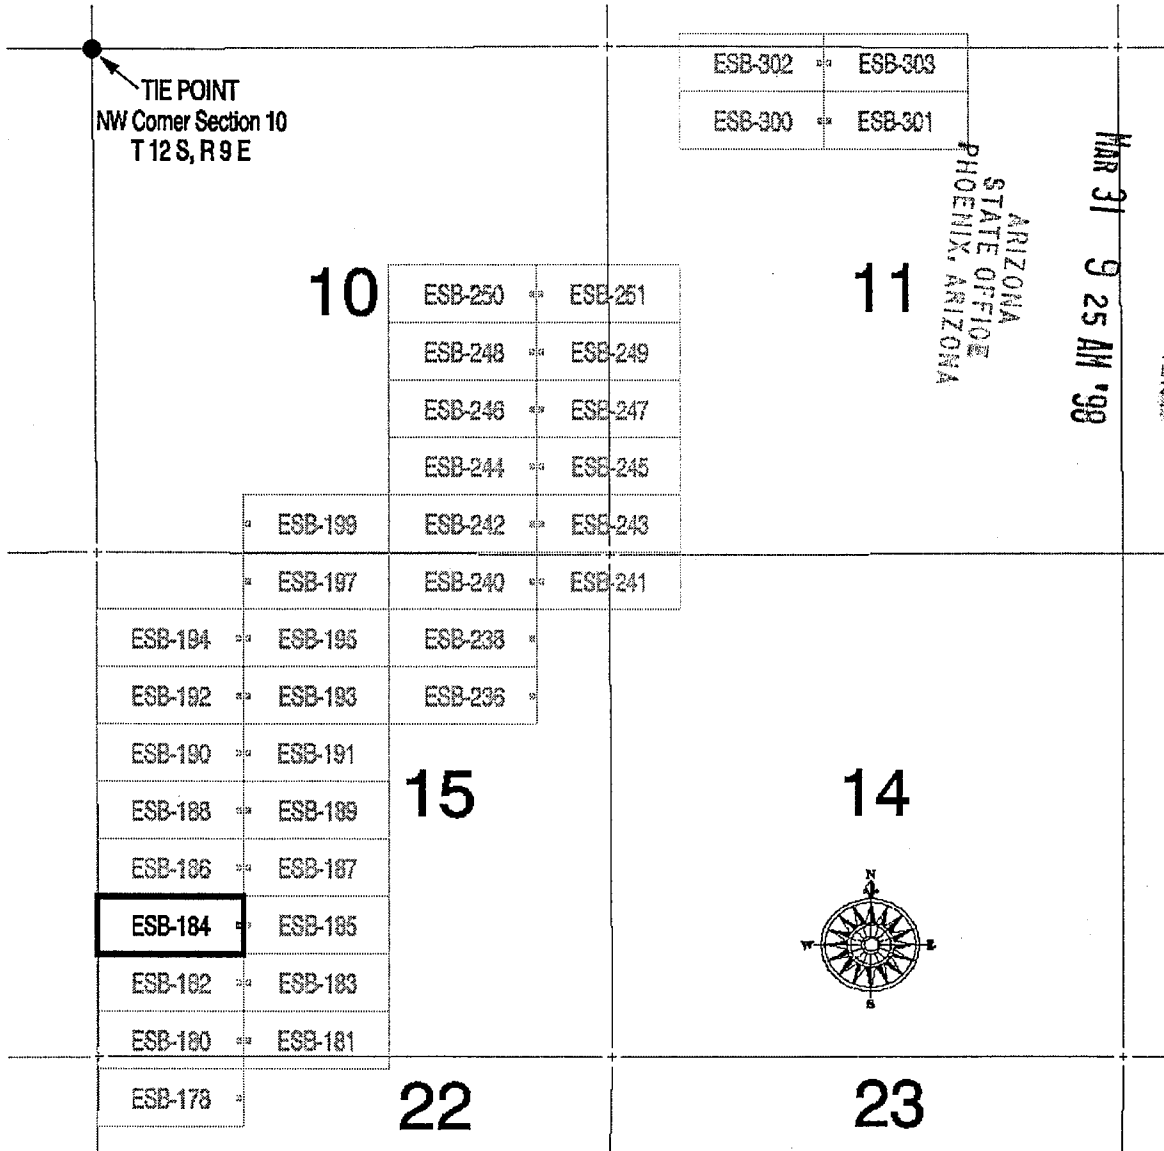 ESB-302 ESB-303
TIE POINT
NW Corner Section 10
T 12 S, R 9 E
ESB-300 ESB-301
MAR 31 9 25 AM '98
ARIZONA
STATE OFFICE
PHOENIX, ARIZONA
10
11
ESB-250 ESB-251
ESB-248 ESB-249
ESB-246 ESB-247
ESB-244 ESB-245
ESB-199 ESB-242 ESB-243
ESB-197 ESB-240 ESB-241
ESB-194 ESB-195 ESB-238
ESB-192 ESB-193 ESB-236
ESB-190 ESB-191
15
14
ESB-188 ESB-189
ESB-186 ESB-187
N
ESB-184 ESB-185
W E
ESB-182 ESB-183
S
ESB-180 ESB-181
ESB-178
22
23